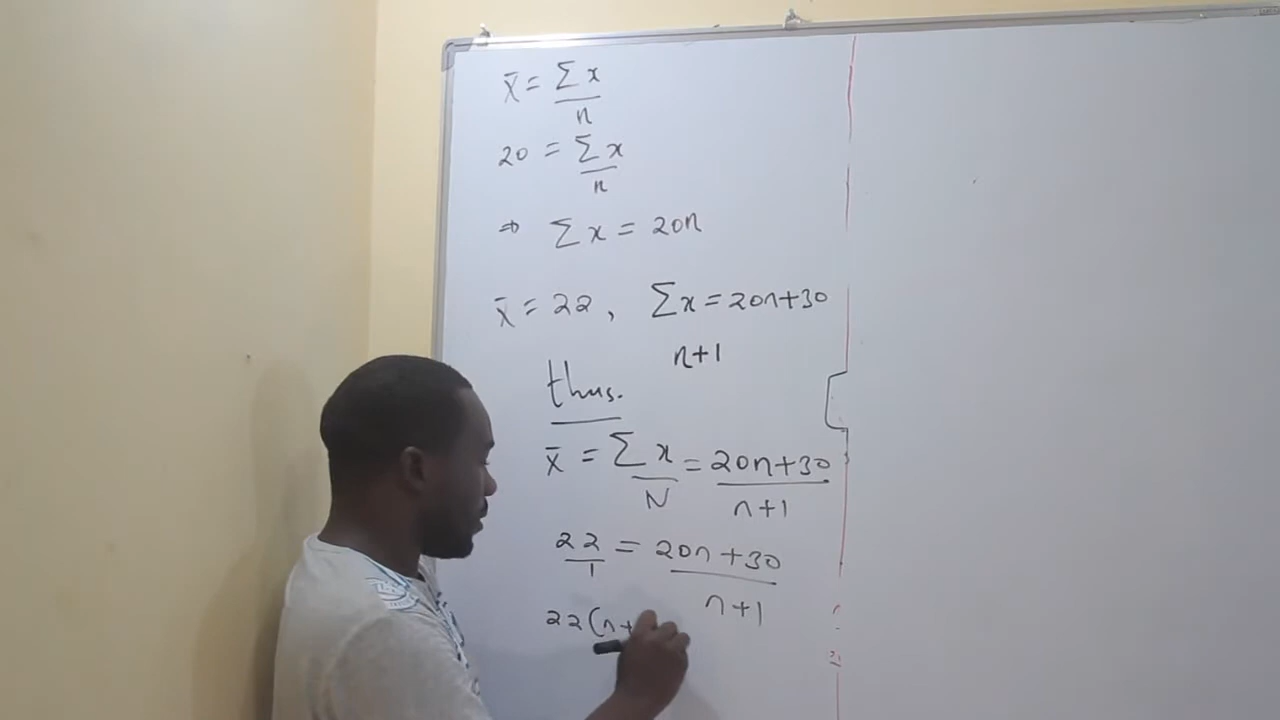 x̄ = Σx/n
20 = Σx/n
⇒ Σx = 20n
x̄ = 22, Σx = 20n+30
n+1
thus.
x̄ = Σx/N = 20n+30/n+1
22/1 = 20n+30/n+1
22(n+